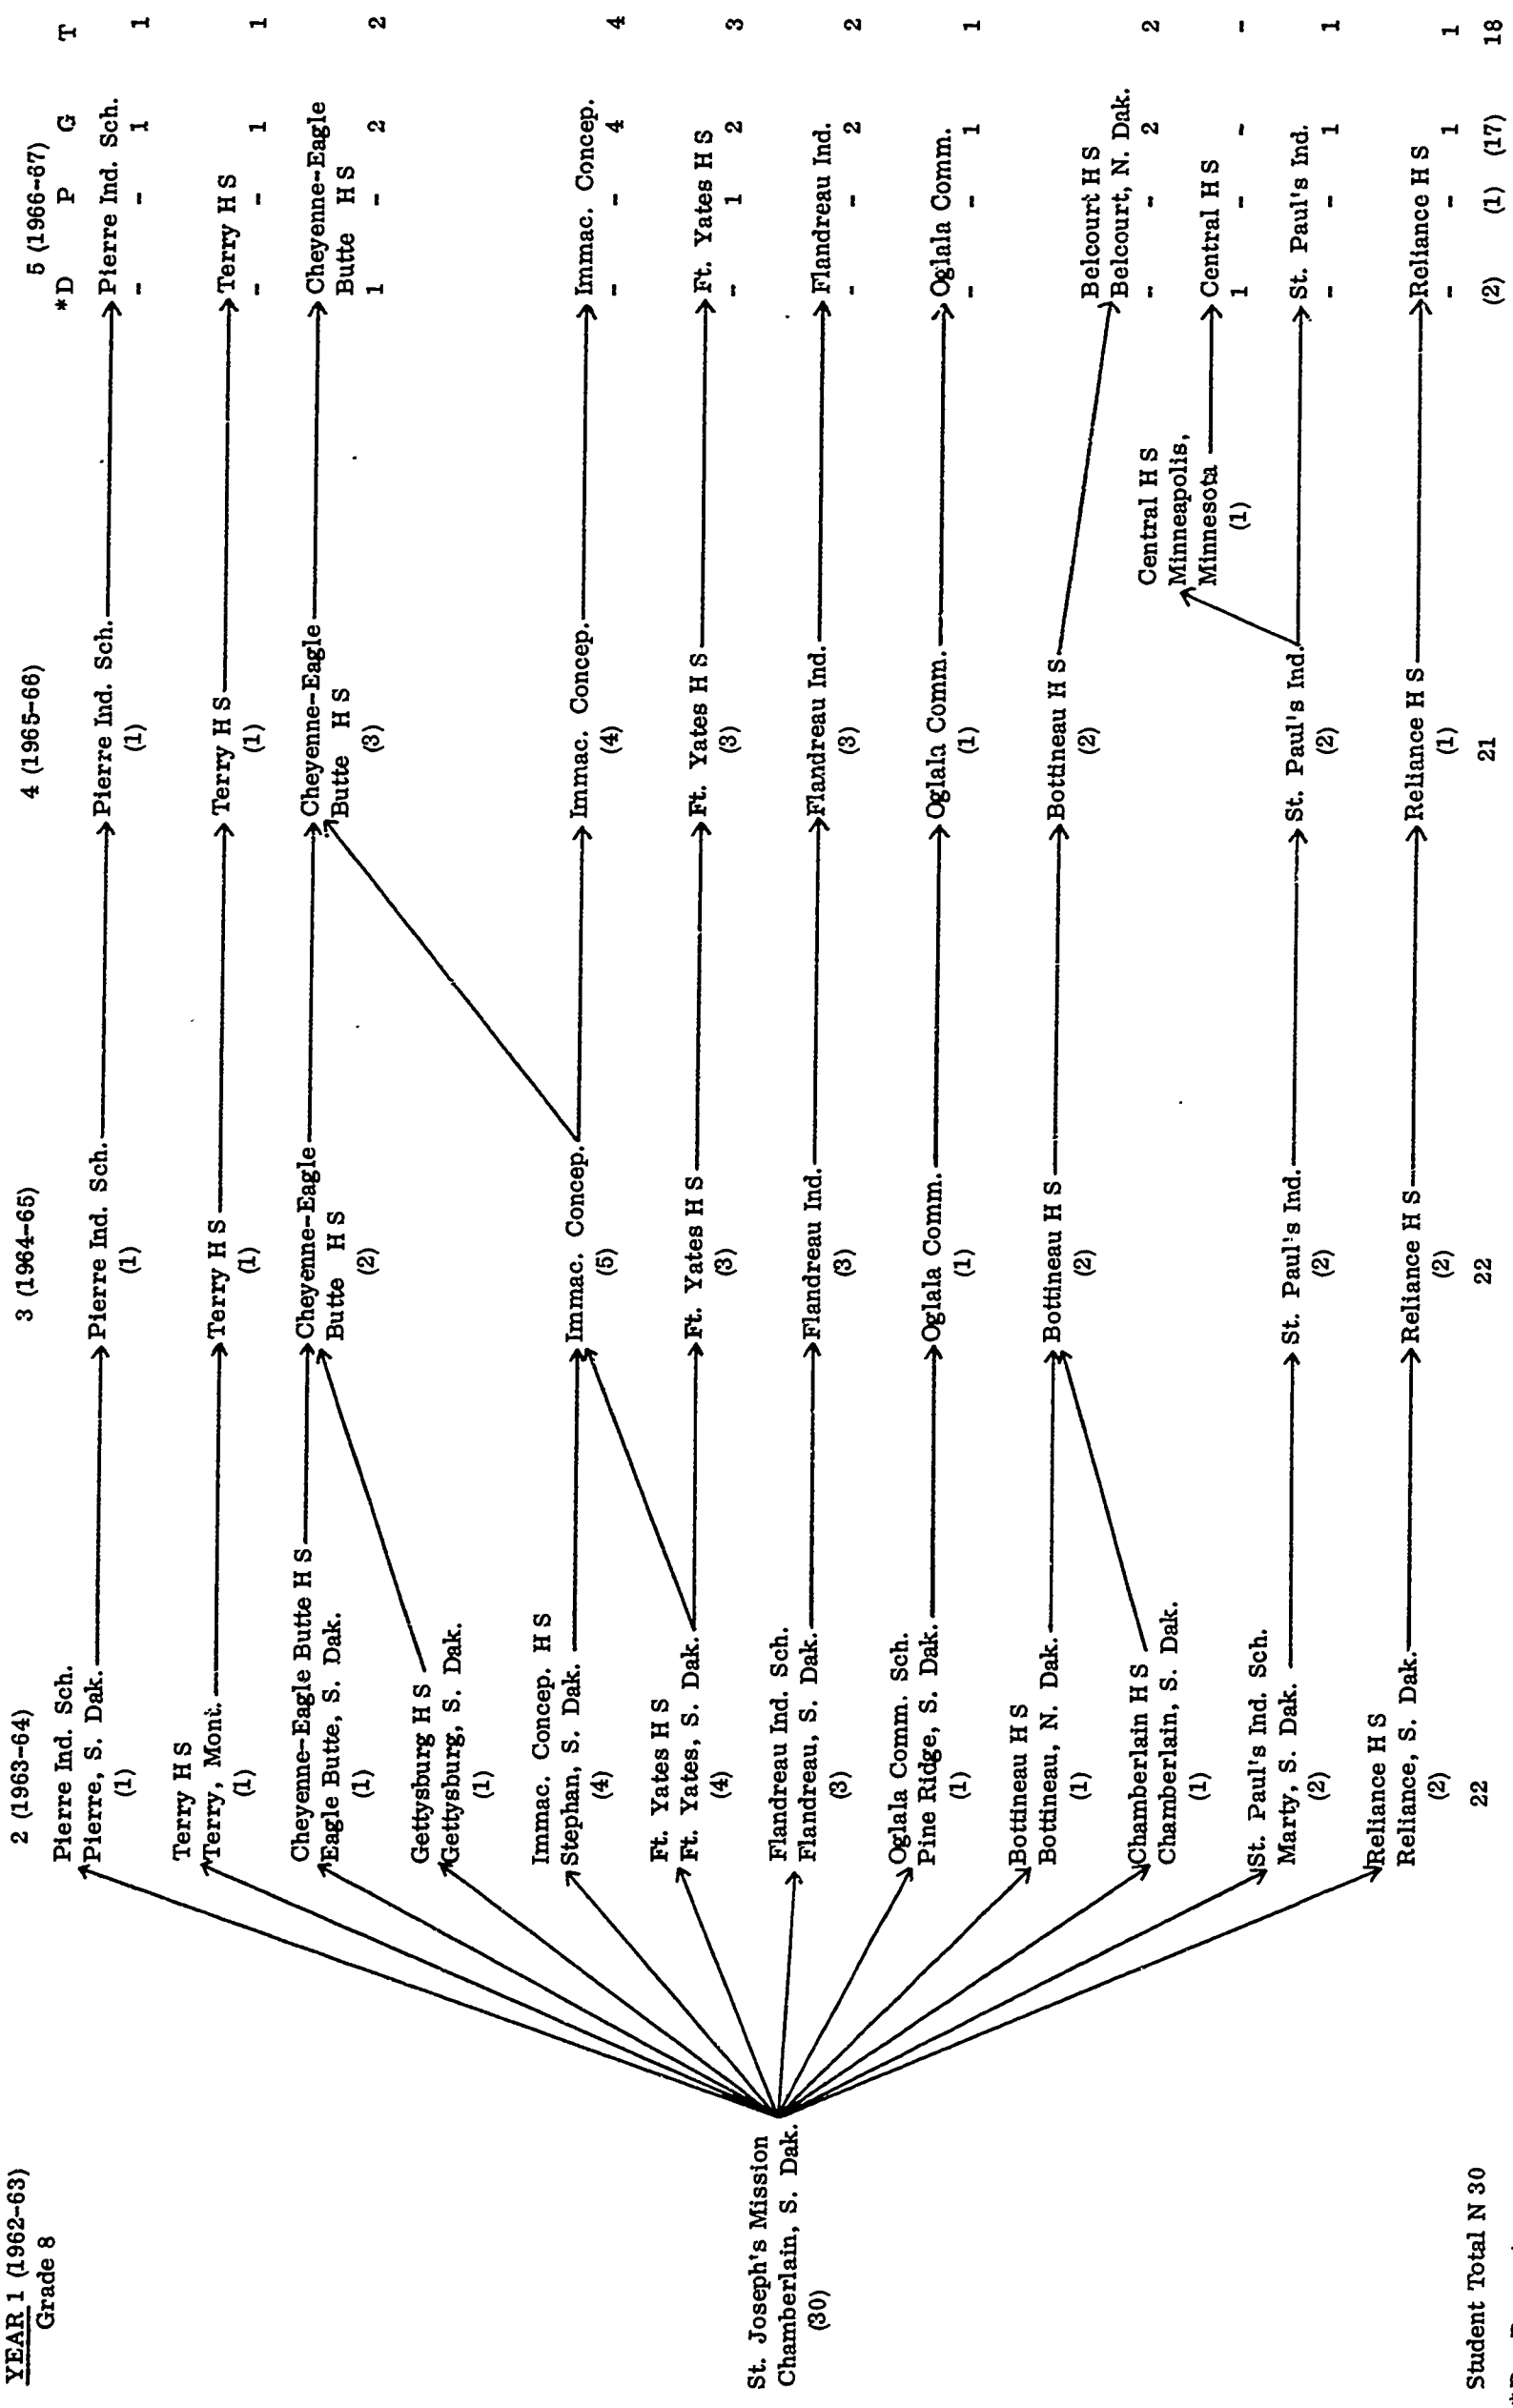 YEAR 1 (1962-63)
Grade 8
St. Joseph's Mission
Chamberlain, S. Dak.
(30)
Student Total N 30
2 (1963-64)
Pierre Ind. Sch.
Pierre, S. Dak.
(1)
Terry H S
Terry, Mont.
(1)
Cheyenne-Eagle Butte H S
Eagle Butte, S. Dak.
(1)
Gettysburg H S
Gettysburg, S. Dak.
(1)
Immac. Concep. H S
Stephan, S. Dak.
(4)
Ft. Yates H S
Ft. Yates, S. Dak.
(4)
Flandreau Ind. Sch.
Flandreau, S. Dak.
(3)
Oglala Comm. Sch.
Pine Ridge, S. Dak.
(1)
Bottineau H S
Bottineau, N. Dak.
(1)
Chamberlain H S
Chamberlain, S. Dak.
(1)
St. Paul's Ind. Sch.
Marty, S. Dak.
(2)
Reliance H S
Reliance, S. Dak.
(2)
22
3 (1964-65)
Pierre Ind. Sch.
(1)
Terry H S
(1)
Cheyenne-Eagle
Butte H S
(2)
Immac. Concep.
(5)
Ft. Yates H S
(3)
Flandreau Ind.
(3)
Oglala Comm.
(1)
Bottineau H S
(2)
St. Paul's Ind.
(2)
Reliance H S
(2)
22
4 (1965-66)
Pierre Ind. Sch.
(1)
Terry H S
(1)
Cheyenne-Eagle
Butte H S
(3)
Immac. Concep.
(4)
Ft. Yates H S
(3)
Flandreau Ind.
(3)
Oglala Comm.
(1)
Bottineau H S
(2)
Central H S
Minneapolis,
Minnesota
(1)
St. Paul's Ind.
(2)
Reliance H S
(1)
21
5 (1966-67)
*D P G T
Pierre Ind. Sch.
- - 1 1
Terry H S
- - 1 1
Cheyenne-Eagle
Butte H S
1 - 2 2
Immac. Concep.
- - 4 4
Ft. Yates H S
- 1 2 3
Flandreau Ind.
- - 2 2
Oglala Comm.
- - 1 1
Belcourt H S
Belcourt, N. Dak.
- - 2 2
Central H S
1 - - -
St. Paul's Ind.
- - 1 1
Reliance H S
- - 1 1
(2) (1) (17) 18